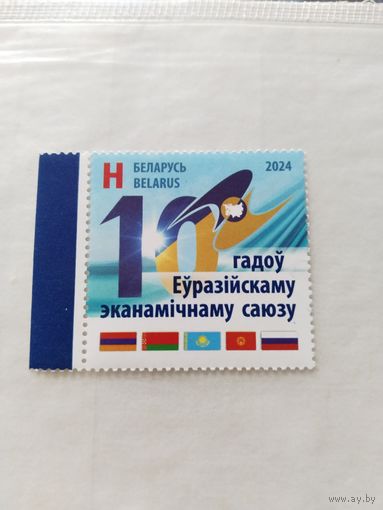 Н БЕЛАРУСЬ 2024
BELARUS
10
гадоў
Еўразійскаму
эканамічнаму саюзу
www.ay.by